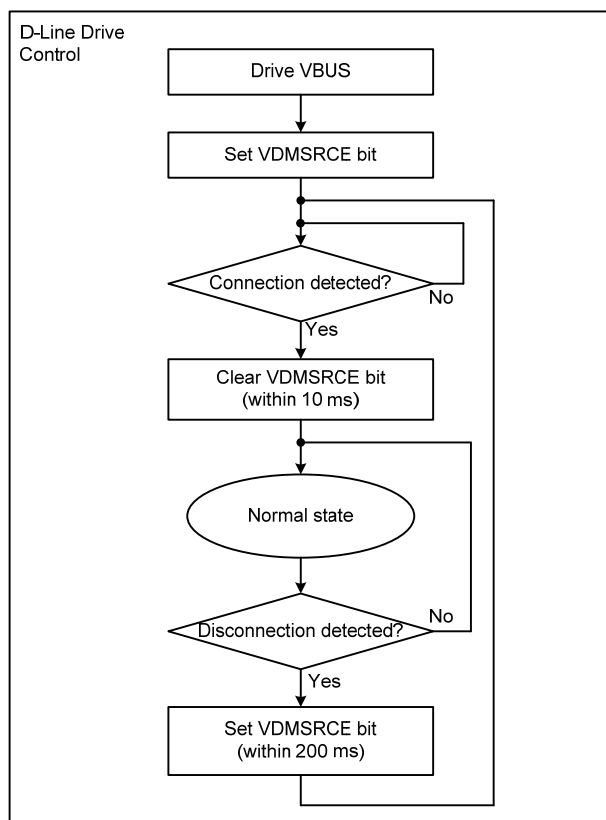 D-Line Drive
Control
Drive VBUS
Set VDMSRCE bit
Connection detected?
No
Yes
Clear VDMSRCE bit
(within 10 ms)
Normal state
Disconnection detected?
No
Yes
Set VDMSRCE bit
(within 200 ms)